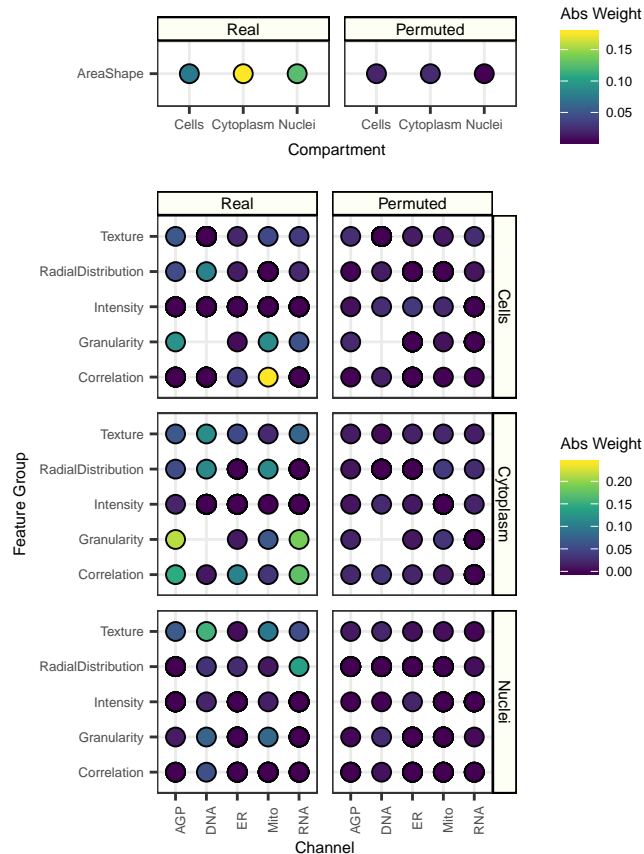 Real
Permuted
AreaShape
Cells
Cytoplasm
Nuclei
Cells
Cytoplasm
Nuclei
Compartment
Abs Weight
0.15
0.10
0.05
Real
Permuted
Texture
RadialDistribution
Intensity
Granularity
Correlation
Cells
Texture
RadialDistribution
Intensity
Granularity
Correlation
Cytoplasm
Texture
RadialDistribution
Intensity
Granularity
Correlation
Nuclei
Feature Group
AGP
DNA
ER
Mito
RNA
AGP
DNA
ER
Mito
RNA
Channel
Abs Weight
0.20
0.15
0.10
0.05
0.00